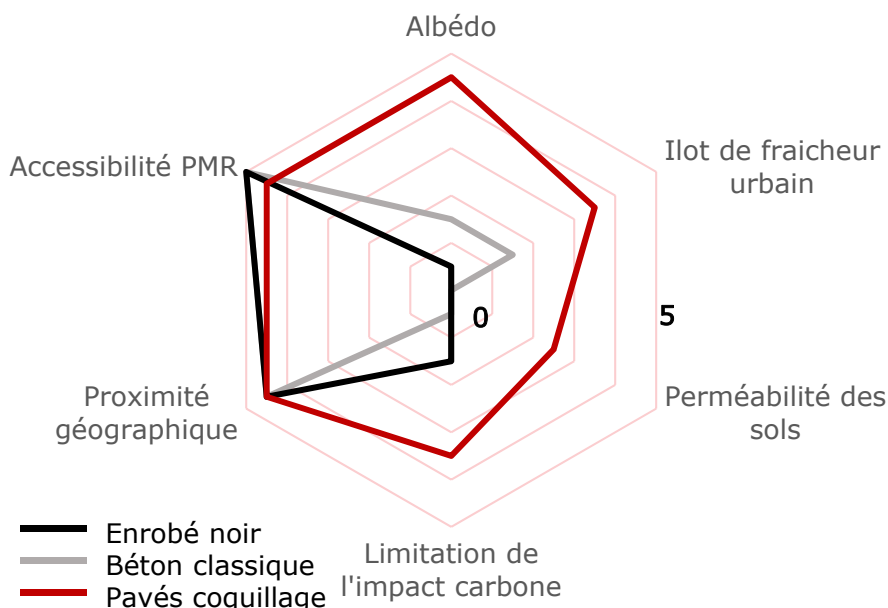 Albédo
Ilot de fraicheur
urbain
Accessibilité PMR
0
5
Proximité
géographique
Perméabilité des
sols
Limitation de
l'impact carbone
Enrobé noir
Béton classique
Pavés coquillage